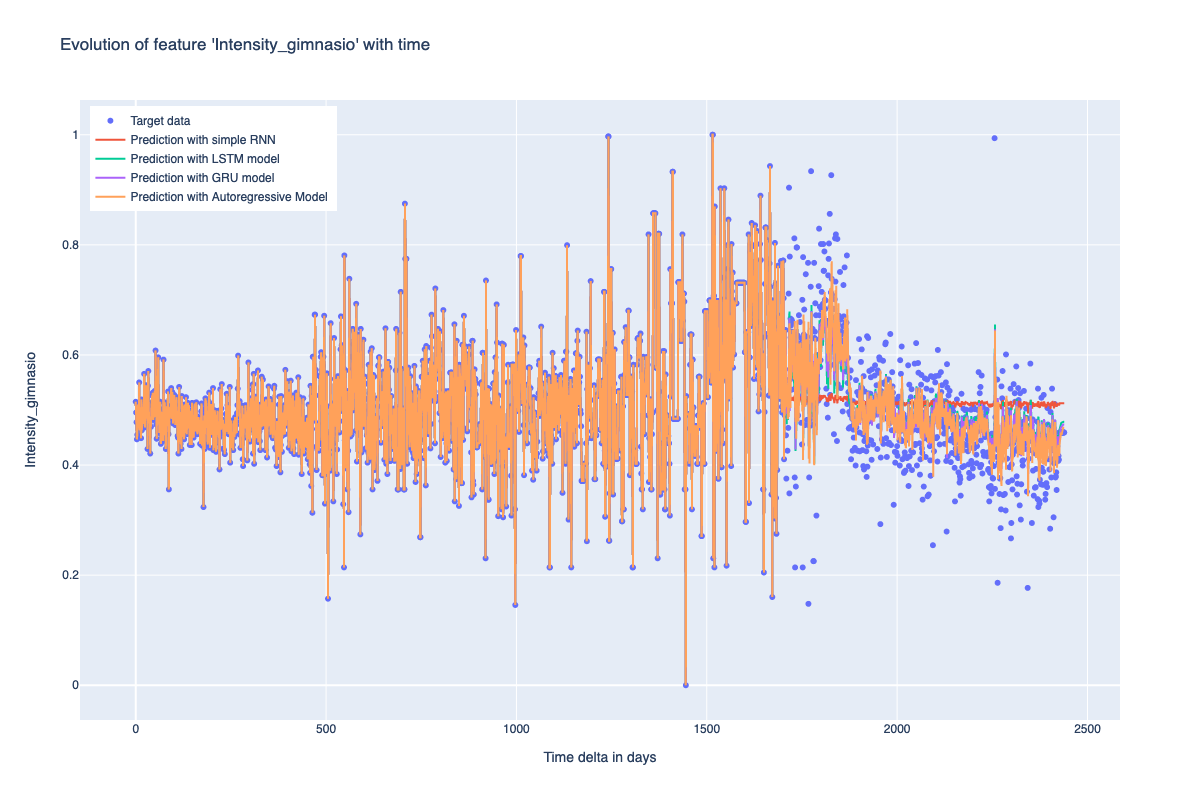 Evolution of feature 'Intensity_gimnasio' with time
Target data
Prediction with simple RNN
Prediction with LSTM model
Prediction with GRU model
Prediction with Autoregressive Model
1
0.8
0.6
0.4
0.2
0
Intensity_gimnasio
0 500 1000 1500 2000 2500
Time delta in days